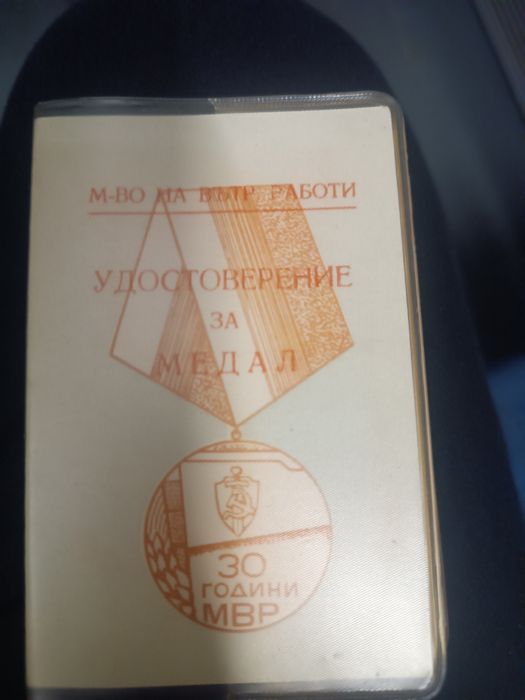 М-ВО НА ВЪТР. РАБОТИ
УДОСТОВЕРЕНИЕ
ЗА
МЕДАЛ
30
ГОДИНИ
МВР